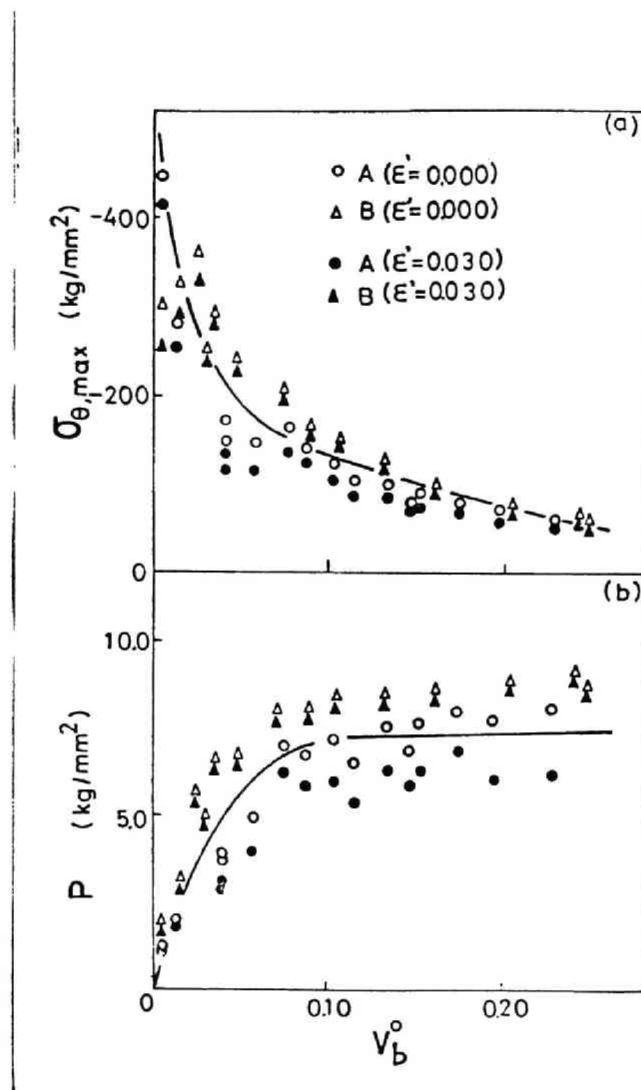 (a)
○ A (ε'=0.000)
△ B (ε'=0.000)
● A (ε'=0.030)
▲ B (ε'=0.030)
-400
-200
0
σθ,max (kg/mm²)
(b)
10.0
5.0
P (kg/mm²)
0 0.10 0.20
V°b